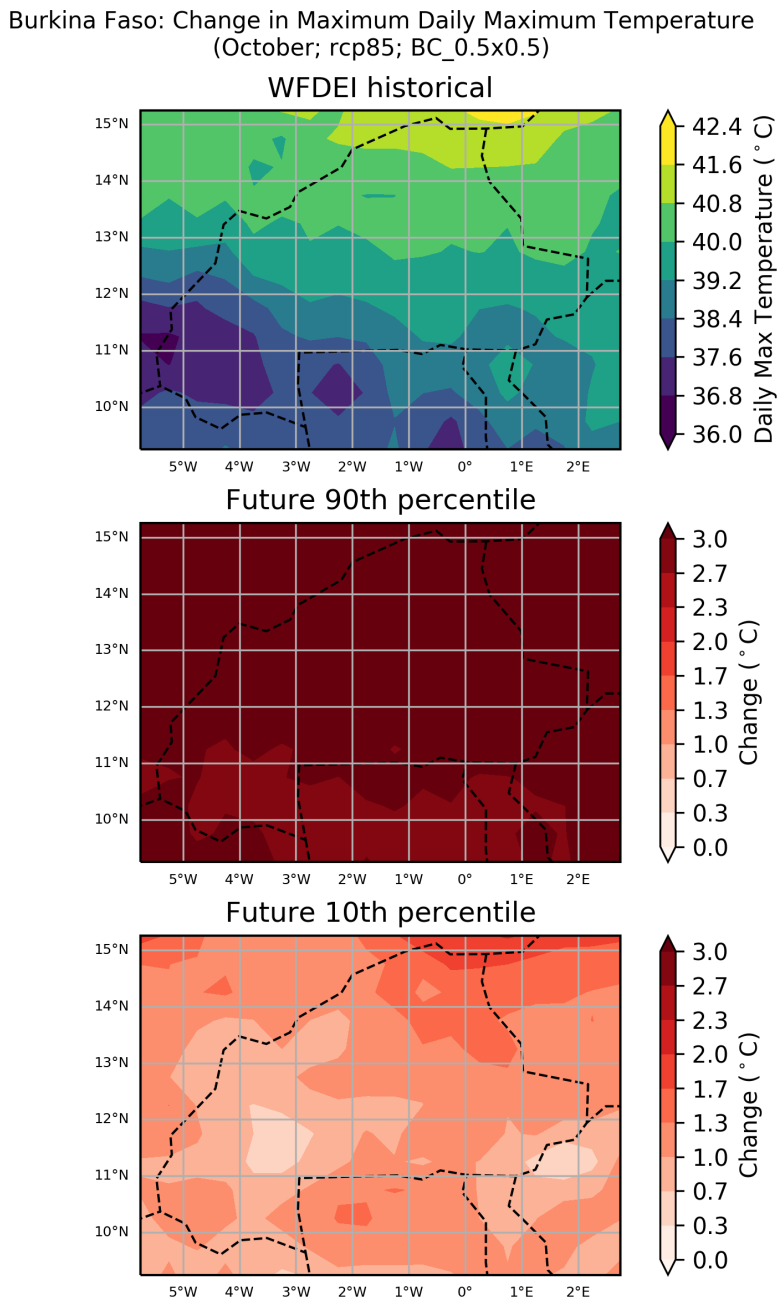 Burkina Faso: Change in Maximum Daily Maximum Temperature
(October; rcp85; BC_0.5x0.5)
WFDEI historical
15°N
14°N
13°N
12°N
11°N
10°N
5°W 4°W 3°W 2°W 1°W 0° 1°E 2°E
42.4
41.6
40.8
40.0
39.2
38.4
37.6
36.8
36.0
Daily Max Temperature (°C)
Future 90th percentile
15°N
14°N
13°N
12°N
11°N
10°N
5°W 4°W 3°W 2°W 1°W 0° 1°E 2°E
3.0
2.7
2.3
2.0
1.7
1.3
1.0
0.7
0.3
0.0
Change (°C)
Future 10th percentile
15°N
14°N
13°N
12°N
11°N
10°N
5°W 4°W 3°W 2°W 1°W 0° 1°E 2°E
3.0
2.7
2.3
2.0
1.7
1.3
1.0
0.7
0.3
0.0
Change (°C)